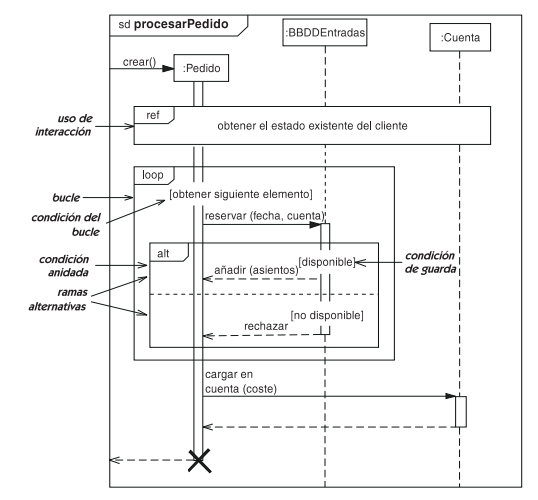 sd procesarPedido
:BBDDEntradas
:Cuenta
crear()
:Pedido
ref
uso de
interacción
obtener el estado existente del cliente
loop
[obtener siguiente elemento]
bucle
condición del
bucle
reservar (fecha, cuenta)
alt
condición
anidada
[disponible]
condición
de guarda
añadir (asientos)
ramas
alternativas
[no disponible]
rechazar
cargar en
cuenta (coste)